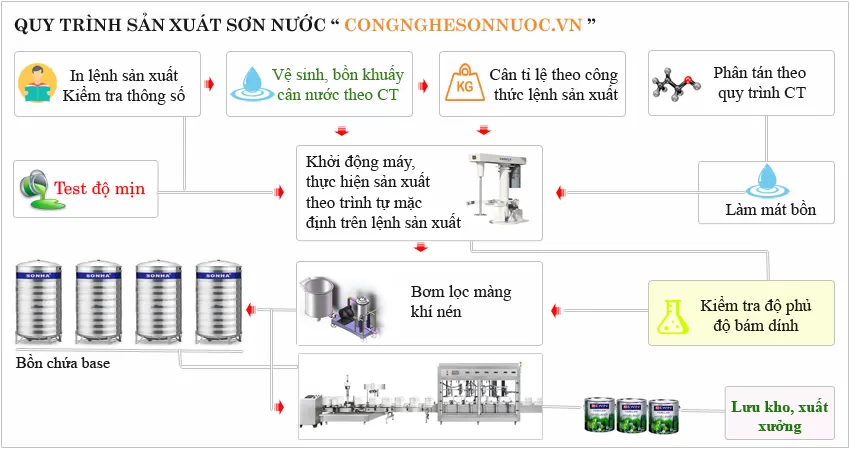 QUY TRÌNH SẢN XUÁT SƠN NƯỚC “ CONGNGHESONNUOC.VN ”
In lệnh sản xuất
Kiểm tra thông số
Vệ sinh, bồn khuấy
cân nước theo CT
KG
Cân tỉ lệ theo công
thức lệnh sản xuất
Phân tán theo
quy trình CT
Test độ mịn
Khởi động máy,
thực hiện sản xuất
theo trình tự mặc
định trên lệnh sản xuất
Làm mát bồn
SONHA
SONHA
SONHA
SONHA
Bồn chứa base
Bơm lọc màng
khí nén
Kiểm tra độ phủ
độ bám dính
Lưu kho, xuất
xưởng